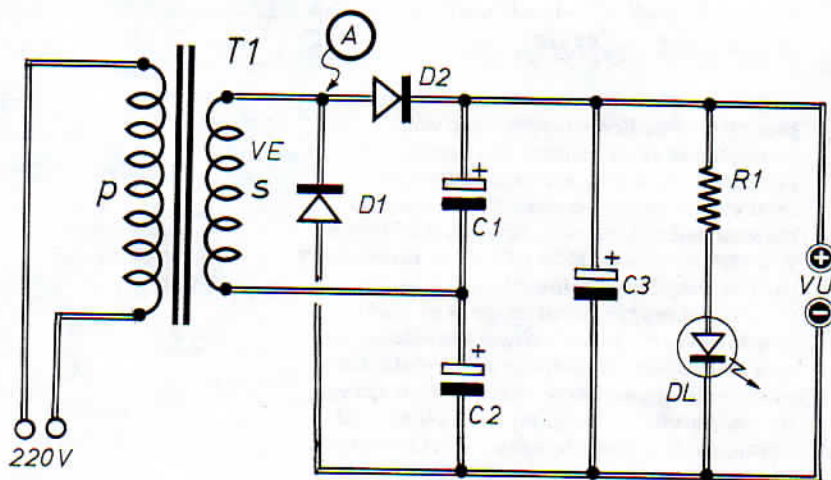 A
T1
D2
VE
S
p
D1
+
C1
R1
+
C3
+
VU
-
+
C2
DL
220V